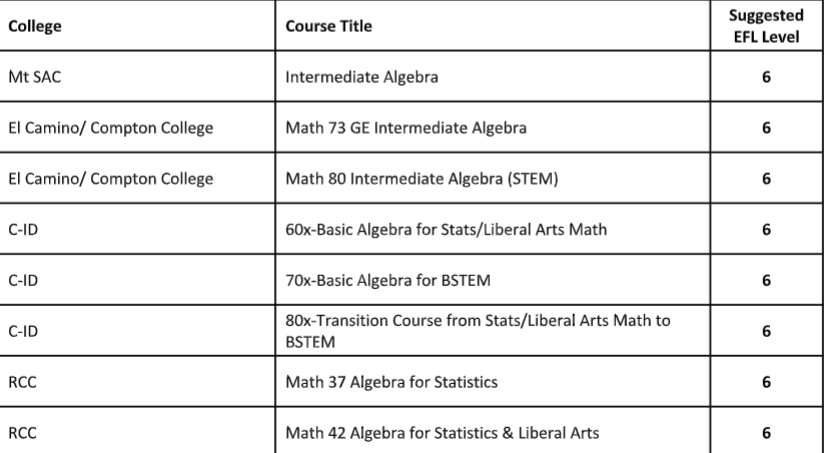 College Course Title Suggested EFL Level
Mt SAC Intermediate Algebra 6
El Camino/ Compton College Math 73 GE Intermediate Algebra 6
El Camino/ Compton College Math 80 Intermediate Algebra (STEM) 6
C-ID 60x-Basic Algebra for Stats/Liberal Arts Math 6
C-ID 70x-Basic Algebra for BSTEM 6
C-ID 80x-Transition Course from Stats/Liberal Arts Math to BSTEM 6
RCC Math 37 Algebra for Statistics 6
RCC Math 42 Algebra for Statistics & Liberal Arts 6